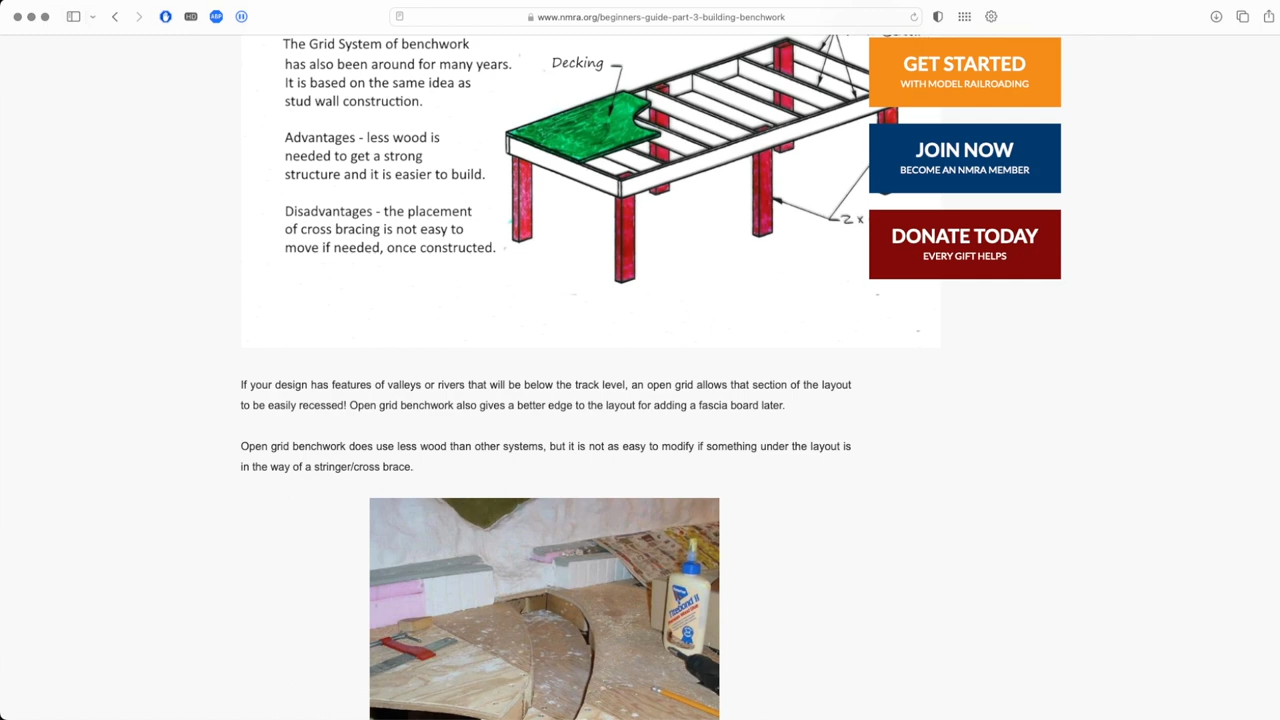 HD
ABP
www.nmra.org/beginners-guide-part-3-building-benchwork
The Grid System of benchwork
has also been around for many years.
It is based on the same idea as
stud wall construction.
Advantages - less wood is
needed to get a strong
structure and it is easier to build.
Disadvantages - the placement
of cross bracing is not easy to
move if needed, once constructed.
Decking
2 x
GET STARTED
WITH MODEL RAILROADING
JOIN NOW
BECOME AN NMRA MEMBER
DONATE TODAY
EVERY GIFT HELPS
If your design has features of valleys or rivers that will be below the track level, an open grid allows that section of the layout
to be easily recessed! Open grid benchwork also gives a better edge to the layout for adding a fascia board later.
Open grid benchwork does use less wood than other systems, but it is not as easy to modify if something under the layout is
in the way of a stringer/cross brace.
Titebond II